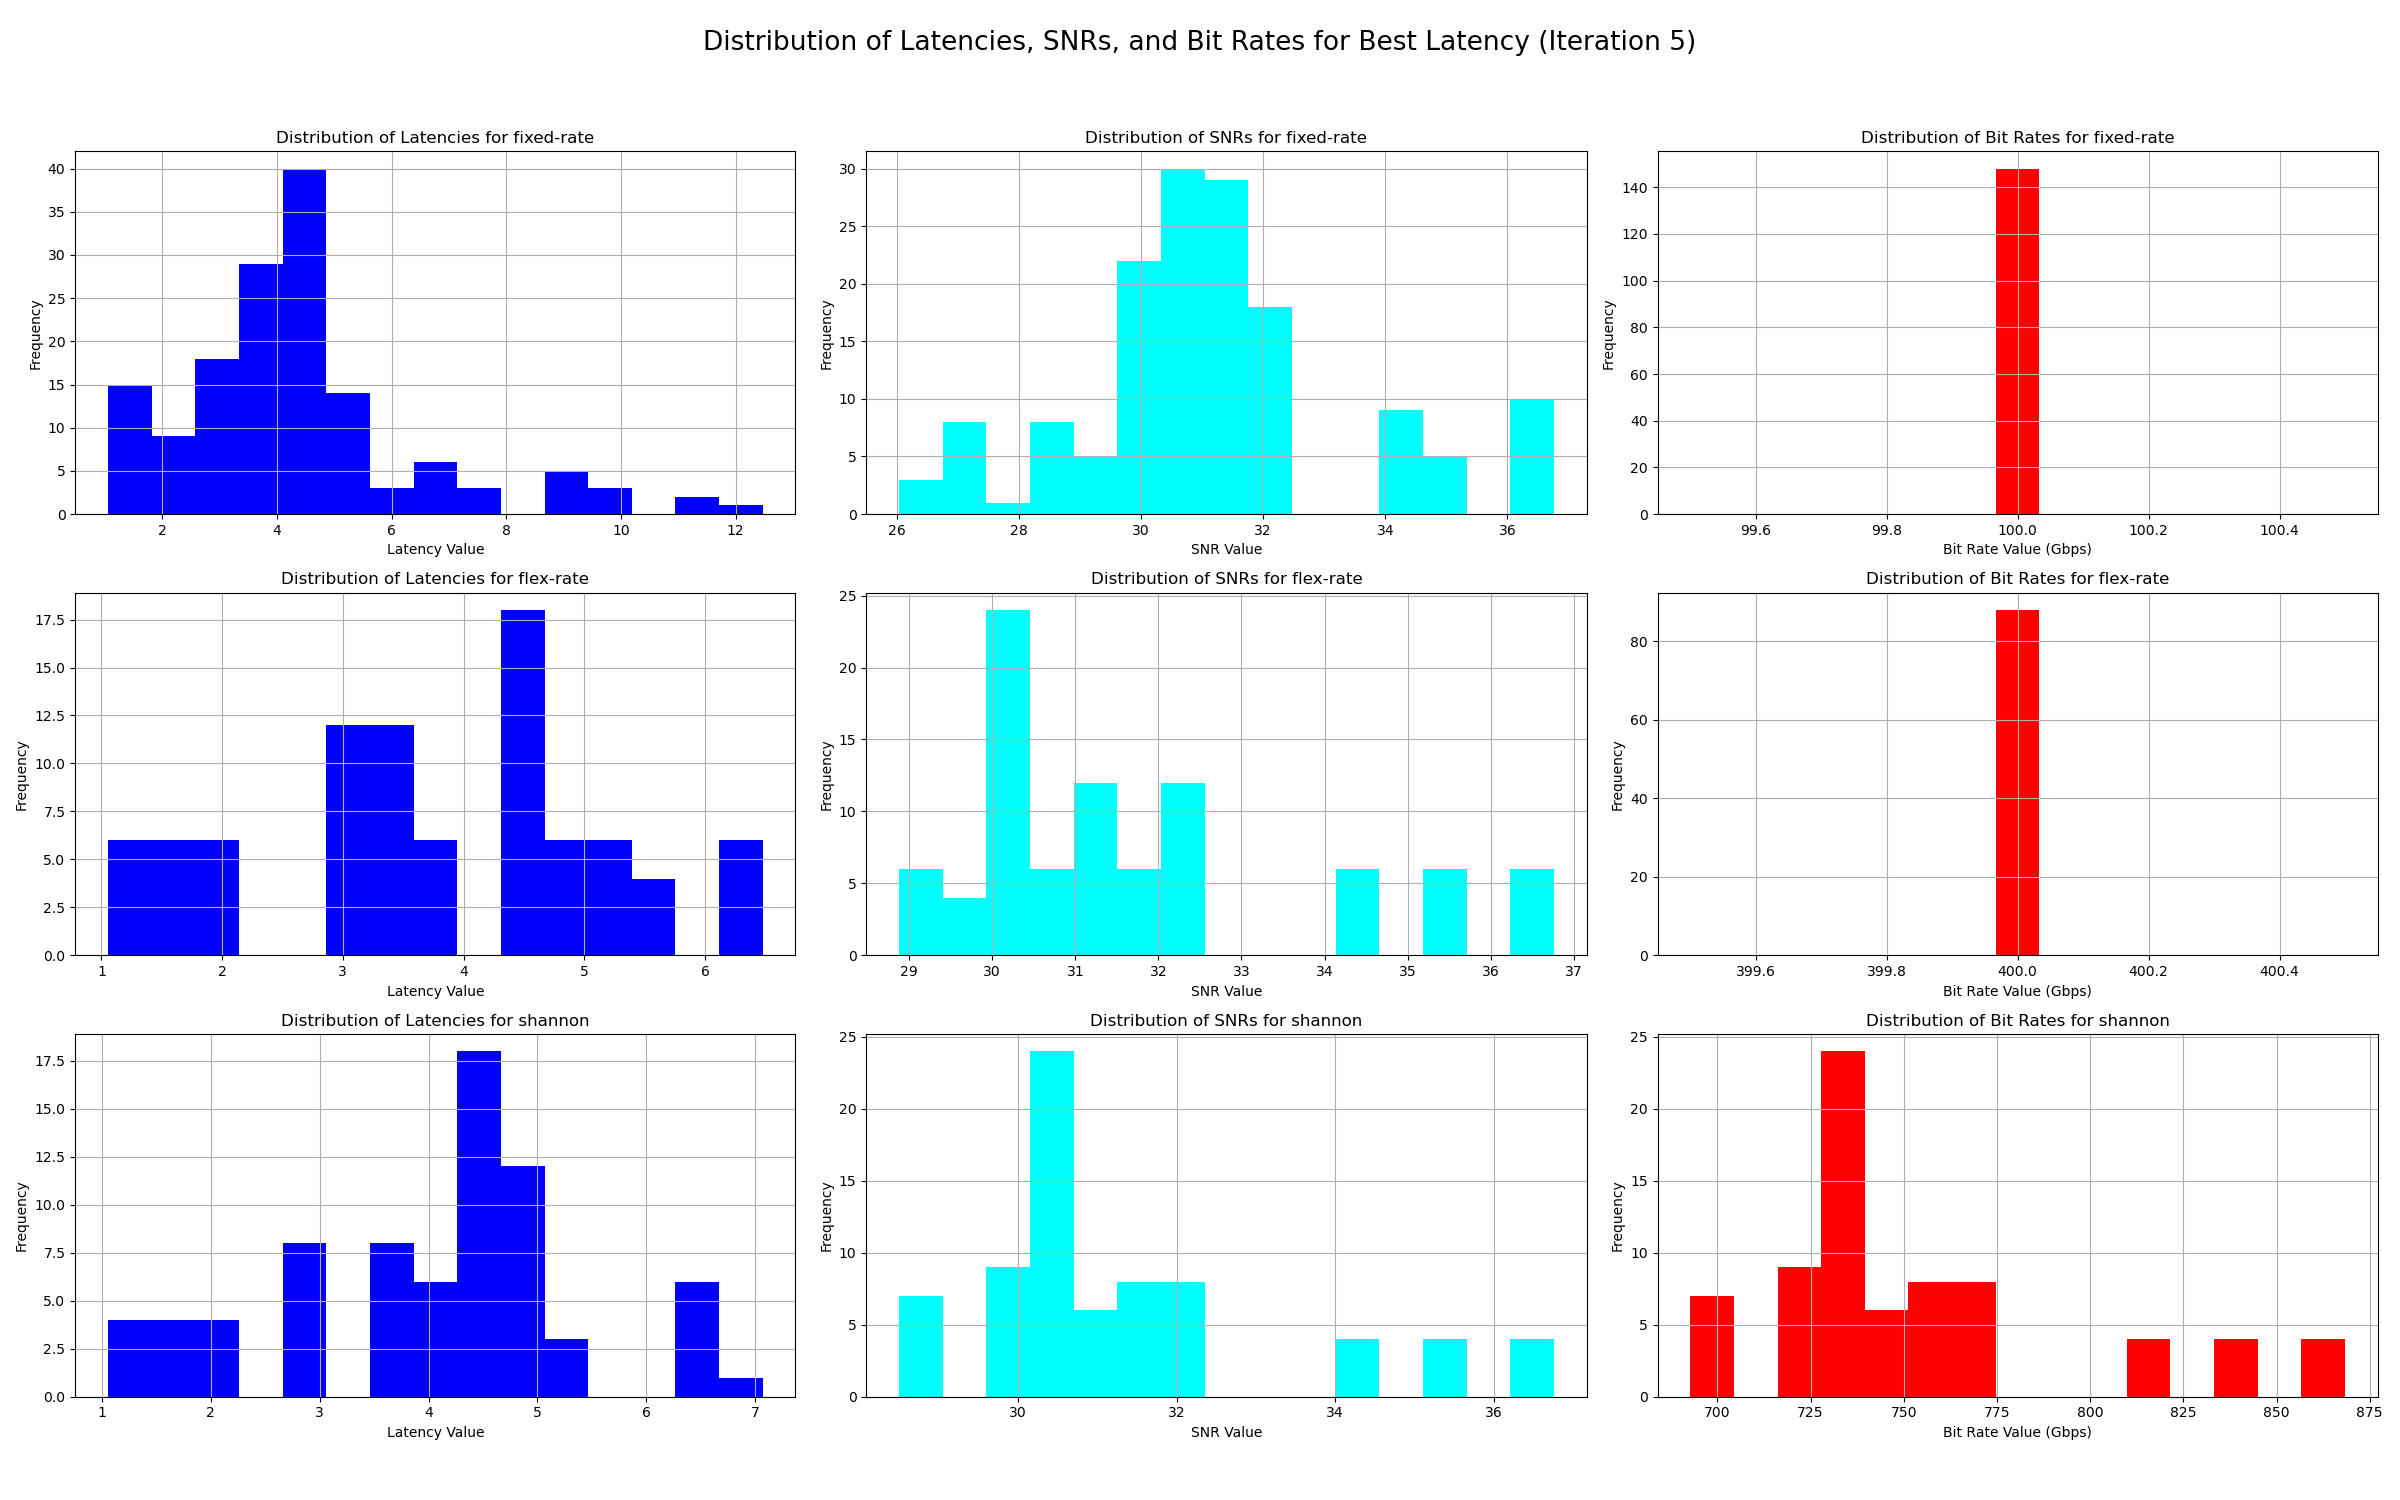 Distribution of Latencies, SNRs, and Bit Rates for Best Latency (Iteration 5)
Distribution of Latencies for fixed-rate
Frequency
40
35
30
25
20
15
10
5
0
2 4 6 8 10 12
Latency Value
Distribution of SNRs for fixed-rate
Frequency
30
25
20
15
10
5
0
26 28 30 32 34 36
SNR Value
Distribution of Bit Rates for fixed-rate
Frequency
140
120
100
80
60
40
20
0
99.6 99.8 100.0 100.2 100.4
Bit Rate Value (Gbps)
Distribution of Latencies for flex-rate
Frequency
17.5
15.0
12.5
10.0
7.5
5.0
2.5
0.0
1 2 3 4 5 6
Latency Value
Distribution of SNRs for flex-rate
Frequency
25
20
15
10
5
0
29 30 31 32 33 34 35 36 37
SNR Value
Distribution of Bit Rates for flex-rate
Frequency
80
60
40
20
0
399.6 399.8 400.0 400.2 400.4
Bit Rate Value (Gbps)
Distribution of Latencies for shannon
Frequency
17.5
15.0
12.5
10.0
7.5
5.0
2.5
0.0
1 2 3 4 5 6 7
Latency Value
Distribution of SNRs for shannon
Frequency
25
20
15
10
5
0
30 32 34 36
SNR Value
Distribution of Bit Rates for shannon
Frequency
25
20
15
10
5
0
700 725 750 775 800 825 850 875
Bit Rate Value (Gbps)